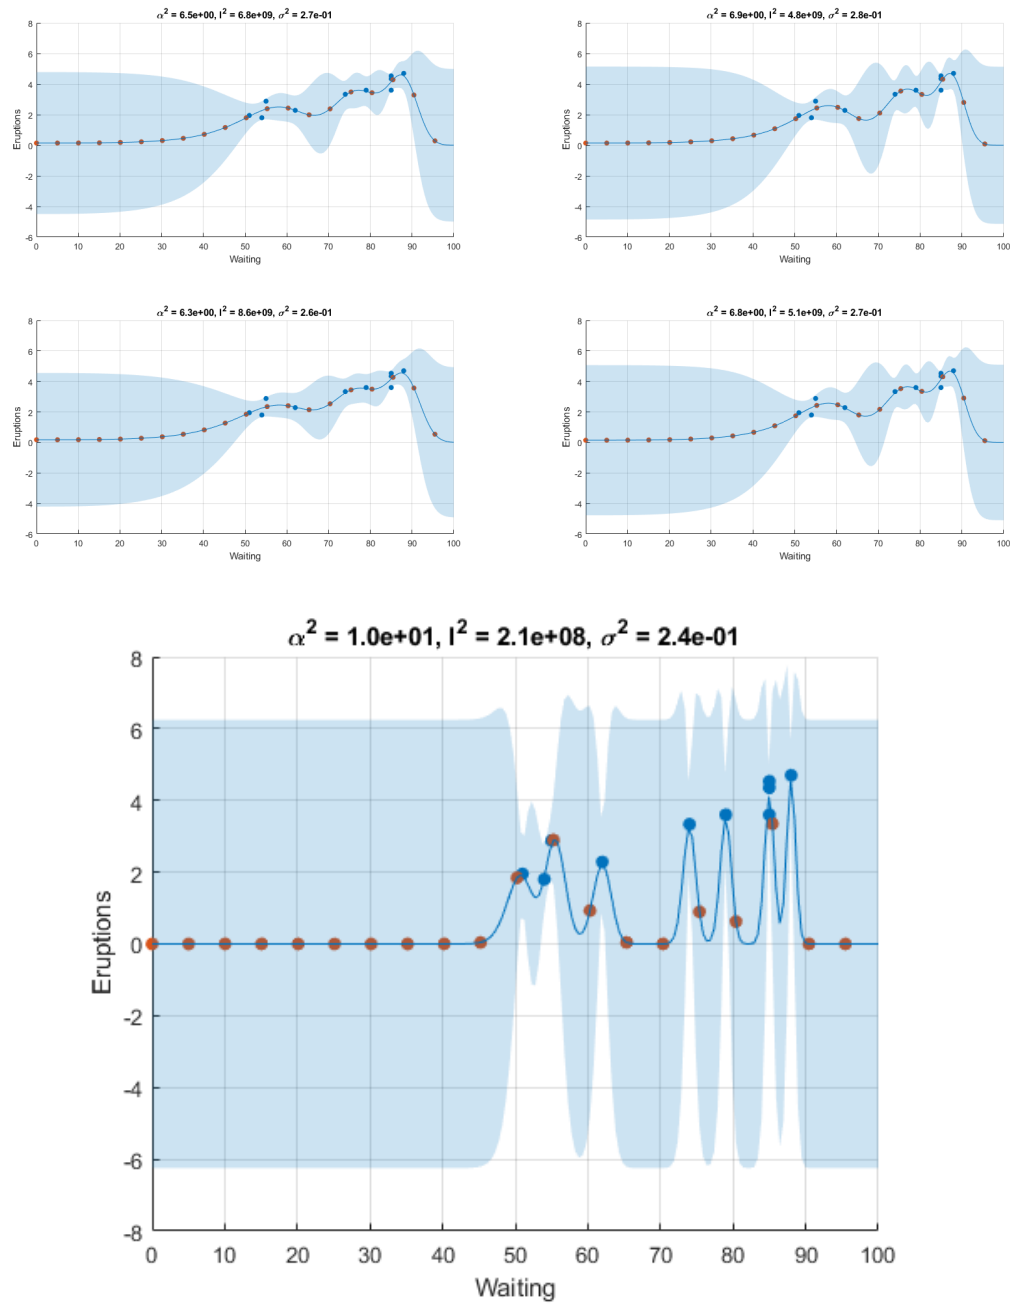 α² = 6.5e+00, l² = 6.8e+09, σ² = 2.7e-01
8
6
4
2
0
-2
-4
-6
Eruptions
0 10 20 30 40 50 60 70 80 90 100
Waiting
α² = 6.9e+00, l² = 4.8e+09, σ² = 2.8e-01
8
6
4
2
0
-2
-4
-6
Eruptions
0 10 20 30 40 50 60 70 80 90 100
Waiting
α² = 6.3e+00, l² = 8.6e+09, σ² = 2.6e-01
8
6
4
2
0
-2
-4
-6
Eruptions
0 10 20 30 40 50 60 70 80 90 100
Waiting
α² = 6.8e+00, l² = 5.1e+09, σ² = 2.7e-01
8
6
4
2
0
-2
-4
-6
Eruptions
0 10 20 30 40 50 60 70 80 90 100
Waiting
α² = 1.0e+01, l² = 2.1e+08, σ² = 2.4e-01
8
6
4
2
0
-2
-4
-6
-8
Eruptions
0 10 20 30 40 50 60 70 80 90 100
Waiting